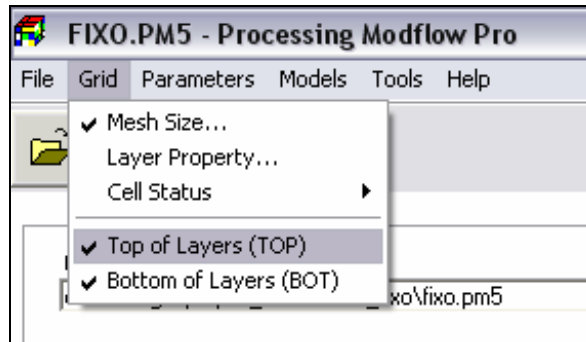 FIXO.PM5 - Processing Modflow Pro
File Grid Parameters Models Tools Help
Mesh Size...
Layer Property...
Cell Status
Top of Layers (TOP)
Bottom of Layers (BOT)
xo\fixo.pm5